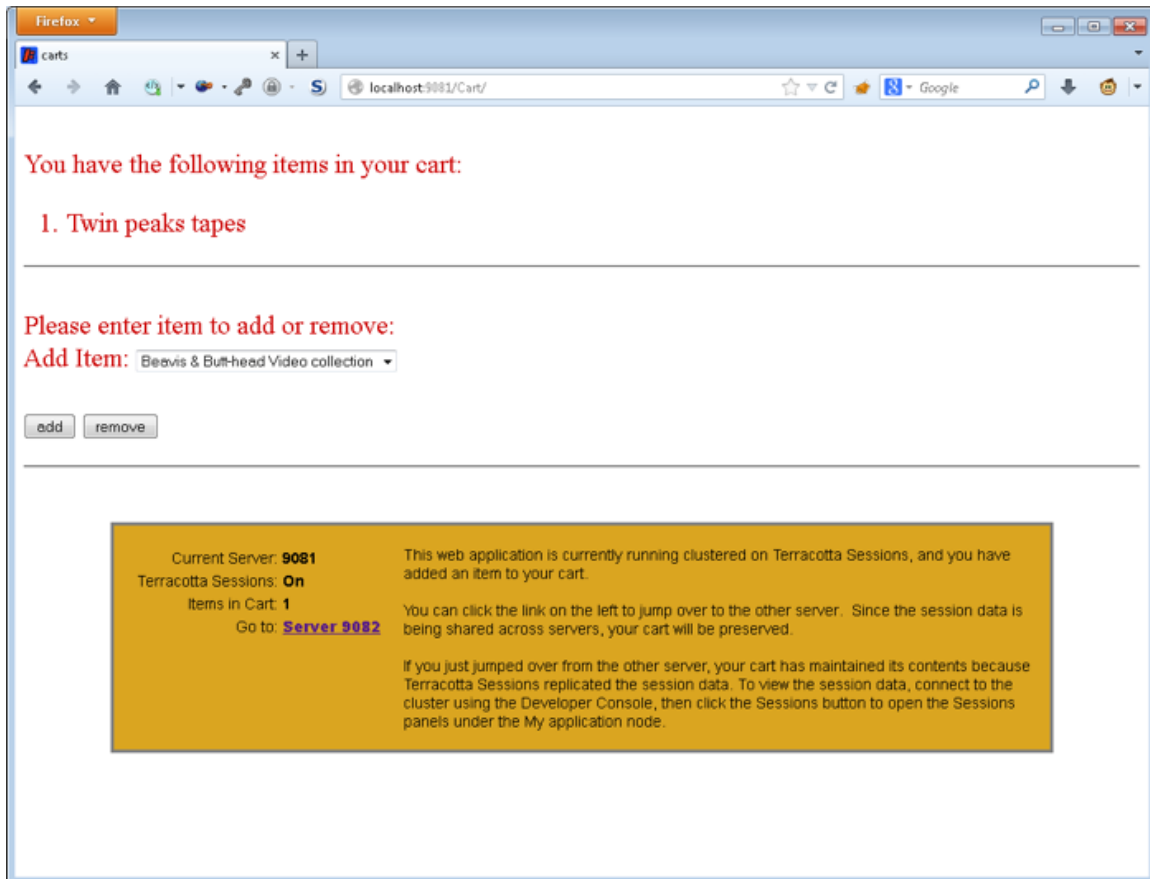 Firefox
carts
localhost:9081/Cart/
Google
You have the following items in your cart:
1. Twin peaks tapes
Please enter item to add or remove:
Add Item: Beavis & Butt-head Video collection
add remove
Current Server: 9081
Terracotta Sessions: On
Items in Cart: 1
Go to: Server 9082
This web application is currently running clustered on Terracotta Sessions, and you have
added an item to your cart.
You can click the link on the left to jump over to the other server. Since the session data is
being shared across servers, your cart will be preserved.
If you just jumped over from the other server, your cart has maintained its contents because
Terracotta Sessions replicated the session data. To view the session data, connect to the
cluster using the Developer Console, then click the Sessions button to open the Sessions
panels under the My application node.